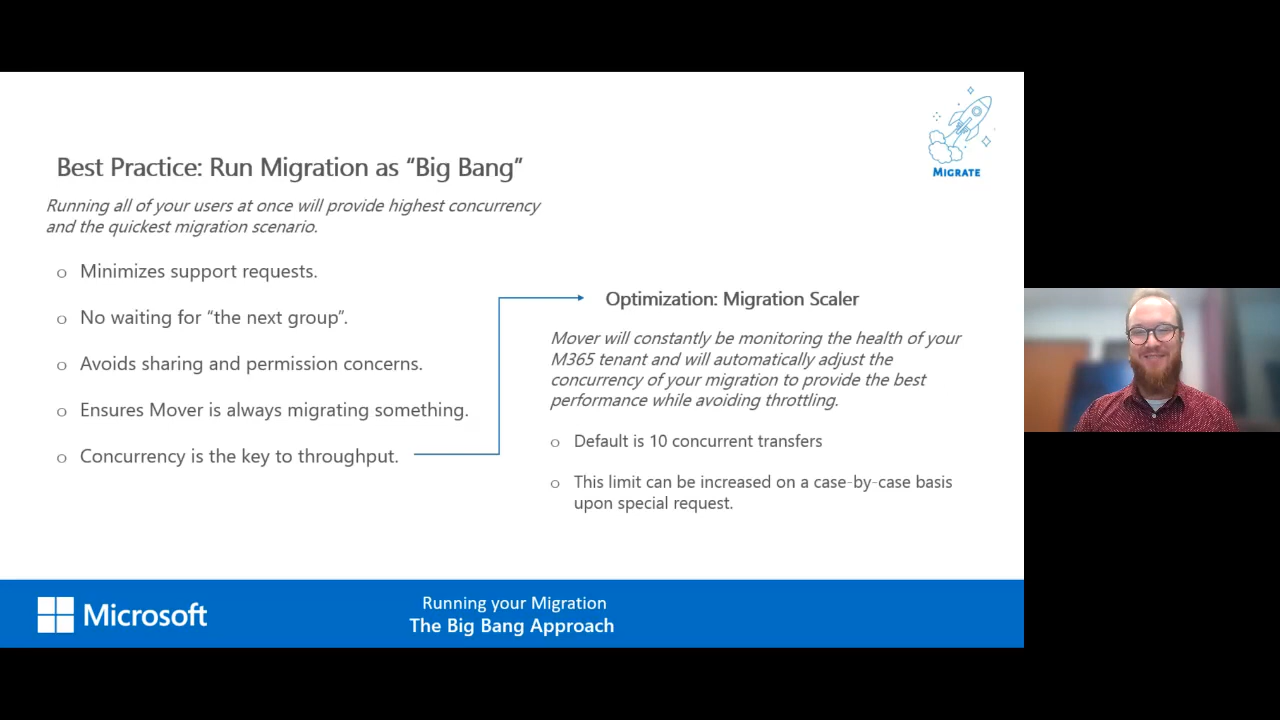 MIGRATE
Best Practice: Run Migration as “Big Bang”
Running all of your users at once will provide highest concurrency
and the quickest migration scenario.
o Minimizes support requests.
o No waiting for “the next group”.
o Avoids sharing and permission concerns.
o Ensures Mover is always migrating something.
o Concurrency is the key to throughput.
Optimization: Migration Scaler
Mover will constantly be monitoring the health of your
M365 tenant and will automatically adjust the
concurrency of your migration to provide the best
performance while avoiding throttling.
o Default is 10 concurrent transfers
o This limit can be increased on a case-by-case basis
upon special request.
Microsoft
Running your Migration
The Big Bang Approach